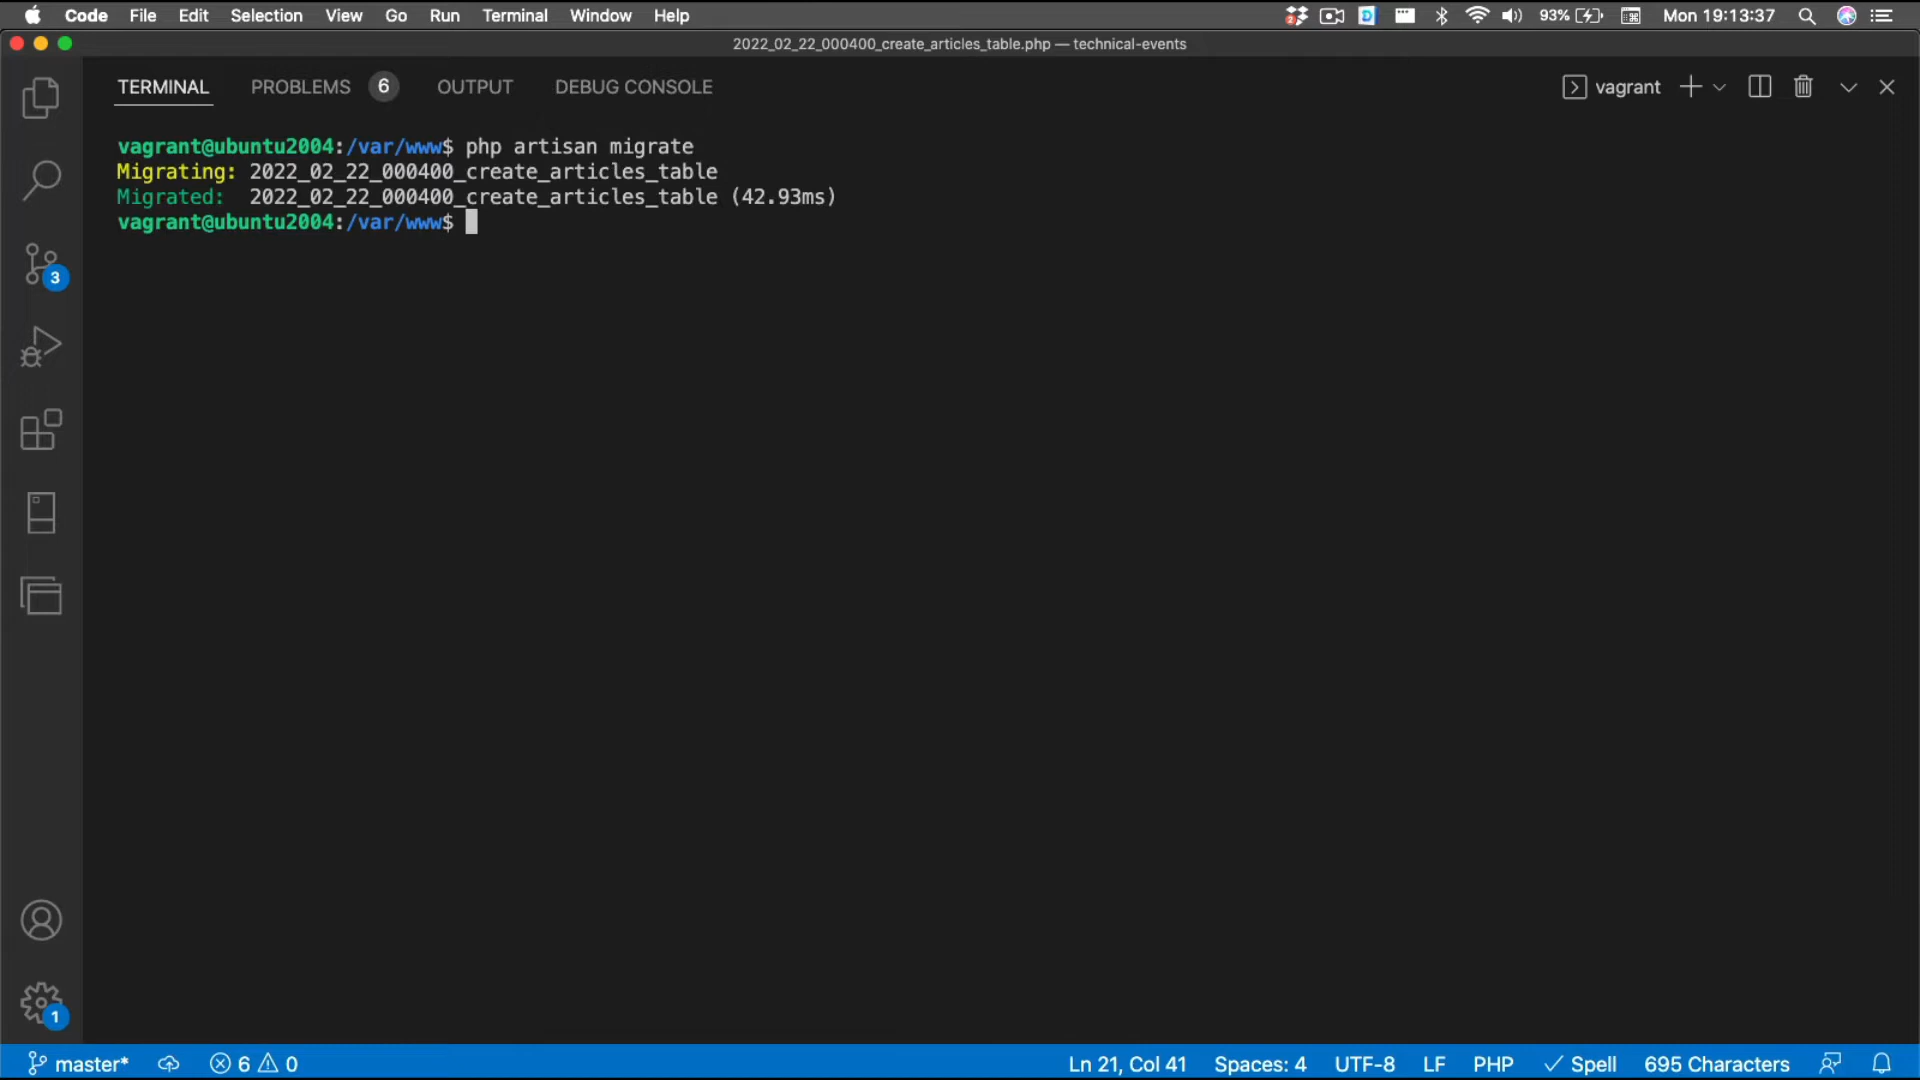 Code File Edit Selection View Go Run Terminal Window Help 93% Mon 19:13:37
2022_02_22_000400_create_articles_table.php — technical-events
TERMINAL PROBLEMS 6 OUTPUT DEBUG CONSOLE vagrant
vagrant@ubuntu2004:/var/www$ php artisan migrate
Migrating: 2022_02_22_000400_create_articles_table
Migrated:  2022_02_22_000400_create_articles_table (42.93ms)
vagrant@ubuntu2004:/var/www$
3
1
master* 6 0 Ln 21, Col 41 Spaces: 4 UTF-8 LF PHP Spell 695 Characters